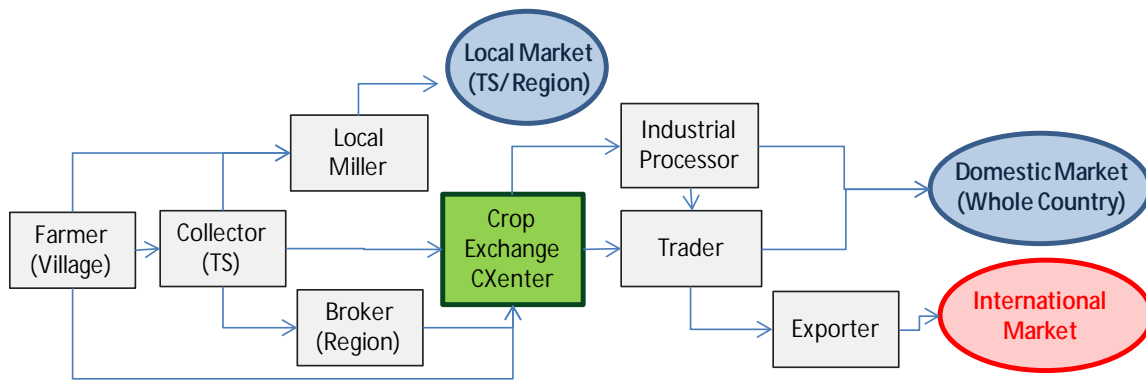 Local Market
(TS/ Region)
Local
Miller
Industrial
Processor
Domestic Market
(Whole Country)
Farmer
(Village)
Collector
(TS)
Crop
Exchange
CXenter
Trader
Broker
(Region)
Exporter
International
Market